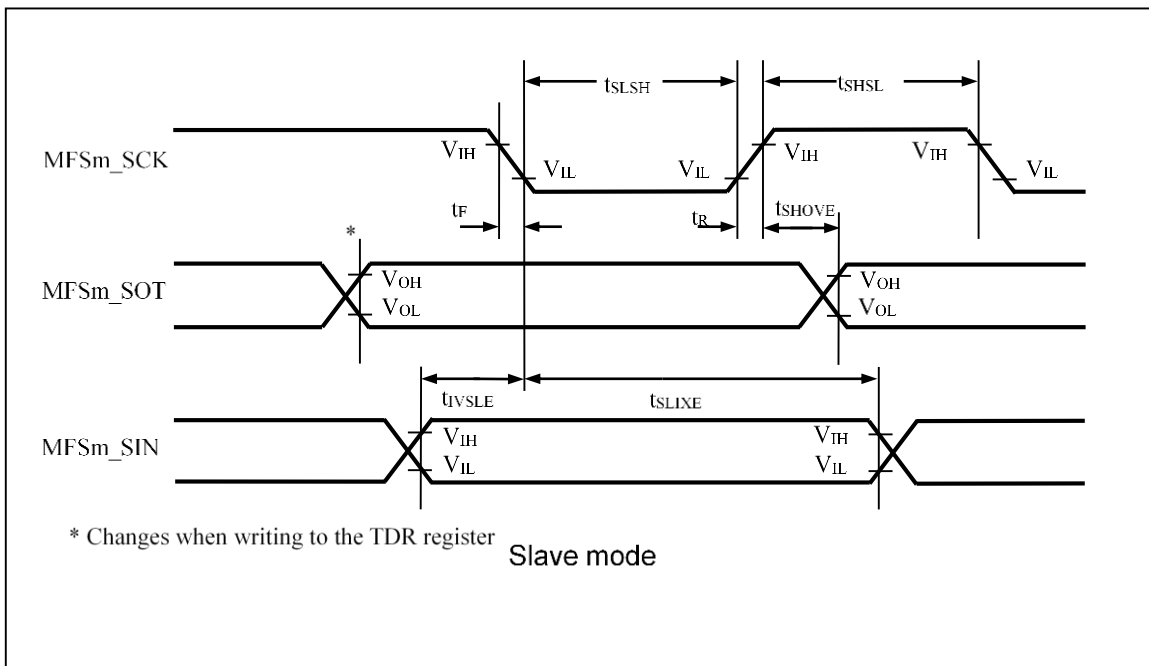 tSLSH
tSHSL
MFSm_SCK
VIH
VIL
VIL
VIH
VIH
VIL
tF
tR
tSHOVE
*
MFSm_SOT
VOH
VOL
VOH
VOL
tIVSLE
tSLIXE
MFSm_SIN
VIH
VIL
VIH
VIL
* Changes when writing to the TDR register
Slave mode